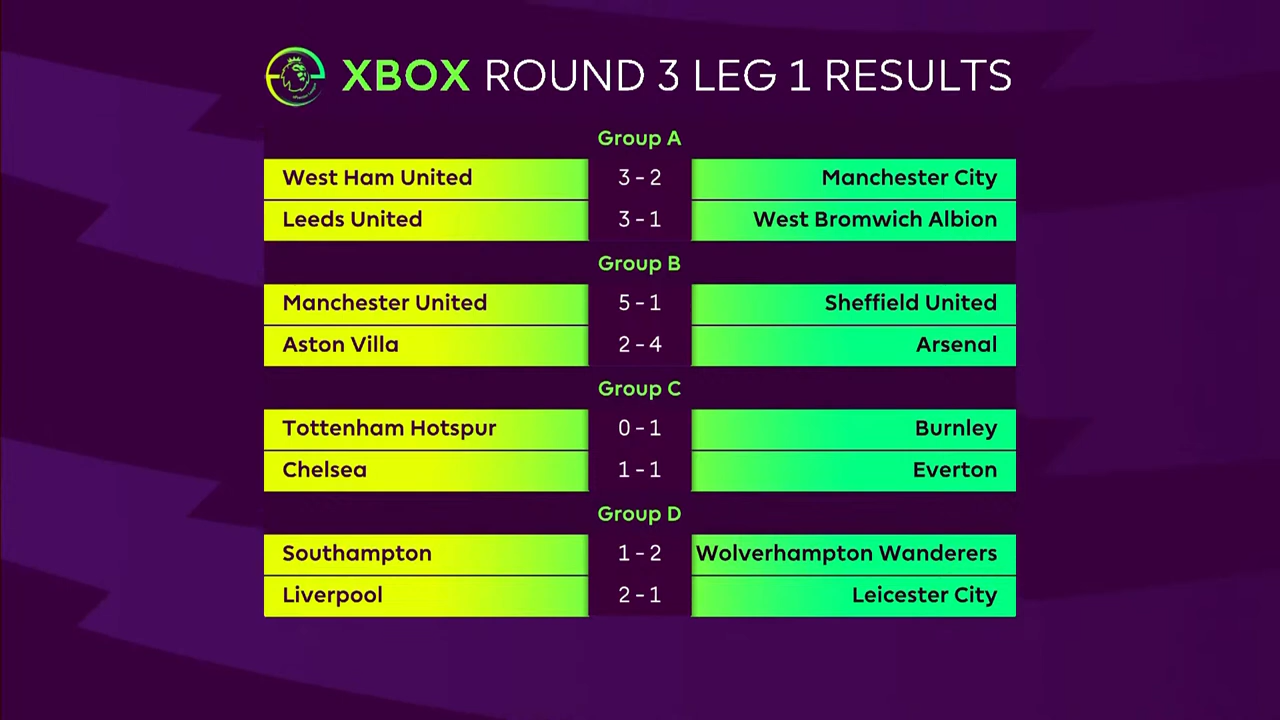 XBOX ROUND 3 LEG 1 RESULTS
Group A
West Ham United 3 - 2 Manchester City
Leeds United 3 - 1 West Bromwich Albion
Group B
Manchester United 5 - 1 Sheffield United
Aston Villa 2 - 4 Arsenal
Group C
Tottenham Hotspur 0 - 1 Burnley
Chelsea 1 - 1 Everton
Group D
Southampton 1 - 2 Wolverhampton Wanderers
Liverpool 2 - 1 Leicester City